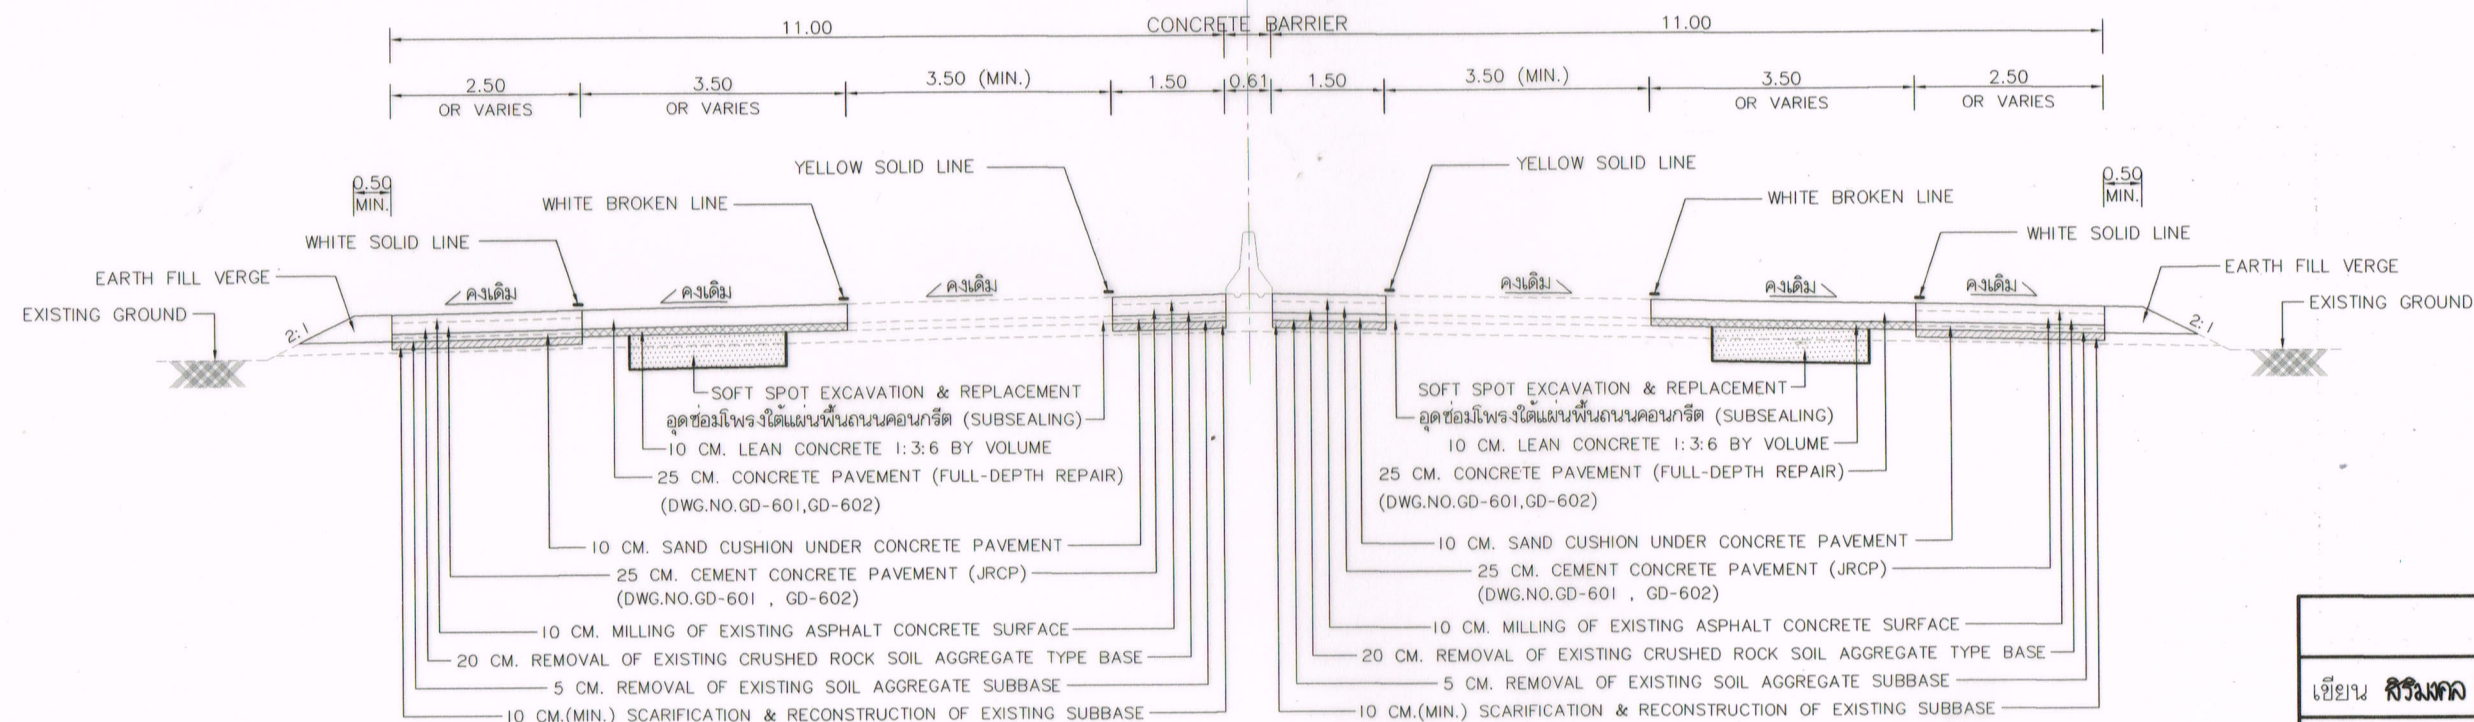 11.00 CONCRETE BARRIER 11.00
2.50 3.50 3.50 (MIN.) 1.50 0.61 1.50 3.50 (MIN.) 3.50 2.50
OR VARIES OR VARIES OR VARIES OR VARIES
YELLOW SOLID LINE YELLOW SOLID LINE
0.50 0.50
MIN. MIN.
WHITE BROKEN LINE WHITE BROKEN LINE
WHITE SOLID LINE WHITE SOLID LINE
EARTH FILL VERGE EARTH FILL VERGE
คงเดิม คงเดิม คงเดิม คงเดิม คงเดิม คงเดิม
EXISTING GROUND EXISTING GROUND
2:1 2:1
SOFT SPOT EXCAVATION & REPLACEMENT SOFT SPOT EXCAVATION & REPLACEMENT
อุดซ่อมโพรงใต้แผ่นพื้นถนนคอนกรีต (SUBSEALING) อุดซ่อมโพรงใต้แผ่นพื้นถนนคอนกรีต (SUBSEALING)
10 CM. LEAN CONCRETE 1:3:6 BY VOLUME 10 CM. LEAN CONCRETE 1:3:6 BY VOLUME
25 CM. CONCRETE PAVEMENT (FULL-DEPTH REPAIR) 25 CM. CONCRETE PAVEMENT (FULL-DEPTH REPAIR)
(DWG.NO.GD-601,GD-602) (DWG.NO.GD-601,GD-602)
10 CM. SAND CUSHION UNDER CONCRETE PAVEMENT 10 CM. SAND CUSHION UNDER CONCRETE PAVEMENT
25 CM. CEMENT CONCRETE PAVEMENT (JRCP) 25 CM. CEMENT CONCRETE PAVEMENT (JRCP)
(DWG.NO.GD-601 , GD-602) (DWG.NO.GD-601 , GD-602)
10 CM. MILLING OF EXISTING ASPHALT CONCRETE SURFACE 10 CM. MILLING OF EXISTING ASPHALT CONCRETE SURFACE
20 CM. REMOVAL OF EXISTING CRUSHED ROCK SOIL AGGREGATE TYPE BASE 20 CM. REMOVAL OF EXISTING CRUSHED ROCK SOIL AGGREGATE TYPE BASE
5 CM. REMOVAL OF EXISTING SOIL AGGREGATE SUBBASE 5 CM. REMOVAL OF EXISTING SOIL AGGREGATE SUBBASE
10 CM.(MIN.) SCARIFICATION & RECONSTRUCTION OF EXISTING SUBBASE 10 CM.(MIN.) SCARIFICATION & RECONSTRUCTION OF EXISTING SUBBASE
เขียน สิริมงคล